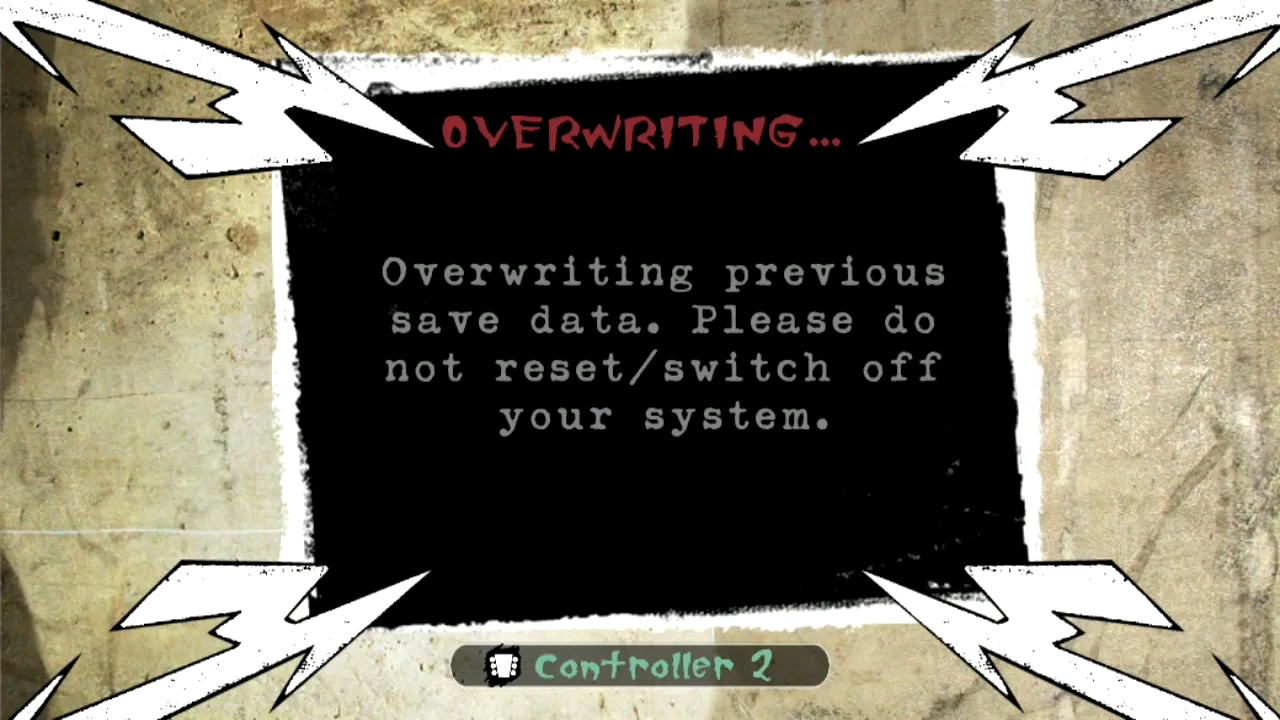 OVERWRITING...
Overwriting previous
save data. Please do
not reset/switch off
your system.
Controller 2